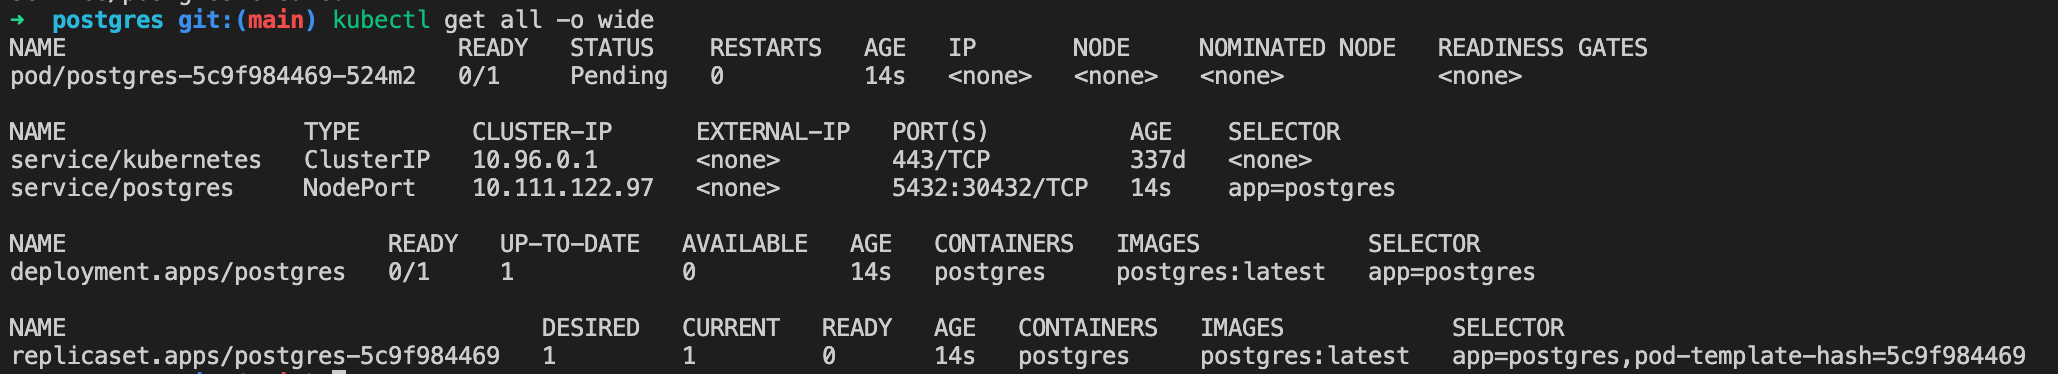 ➜  postgres git:(main) kubectl get all -o wide
NAME                            READY   STATUS    RESTARTS   AGE   IP       NODE     NOMINATED NODE   READINESS GATES
pod/postgres-5c9f984469-524m2   0/1     Pending   0          14s   <none>   <none>   <none>           <none>

NAME                 TYPE        CLUSTER-IP      EXTERNAL-IP   PORT(S)          AGE    SELECTOR
service/kubernetes   ClusterIP   10.96.0.1       <none>        443/TCP          337d   <none>
service/postgres     NodePort    10.111.122.97   <none>        5432:30432/TCP   14s    app=postgres

NAME                       READY   UP-TO-DATE   AVAILABLE   AGE   CONTAINERS   IMAGES            SELECTOR
deployment.apps/postgres   0/1     1            0           14s   postgres     postgres:latest   app=postgres

NAME                                  DESIRED   CURRENT   READY   AGE   CONTAINERS   IMAGES            SELECTOR
replicaset.apps/postgres-5c9f984469   1         1         0       14s   postgres     postgres:latest   app=postgres,pod-template-hash=5c9f984469